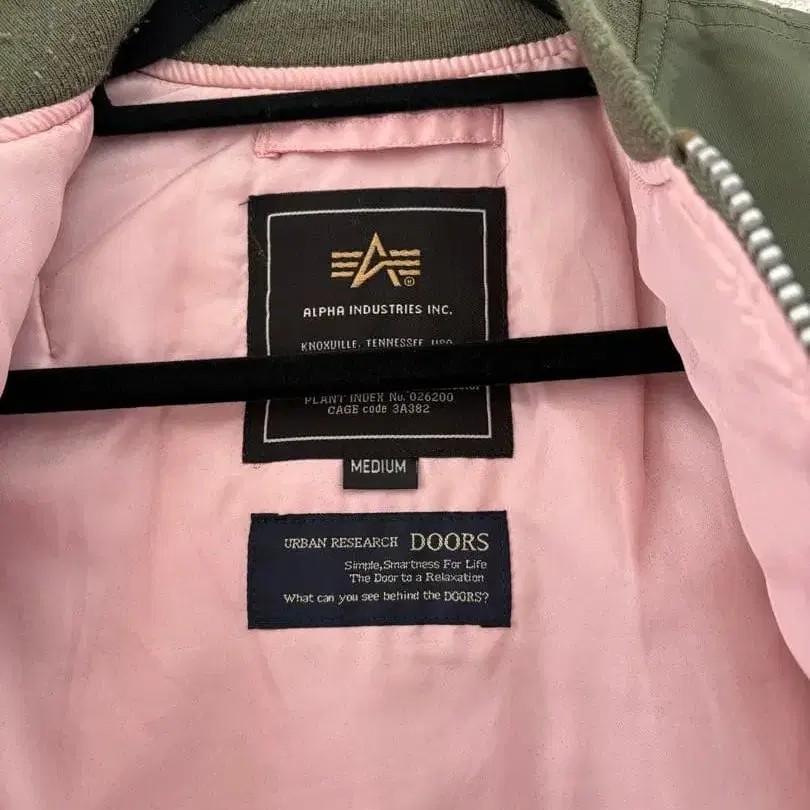 ALPHA INDUSTRIES INC.
KNOXVILLE, TENNESSEE, USA
PLANT INDEX No. 026200
CAGE code 3A382
MEDIUM
URBAN RESEARCH DOORS
Simple,Smartness For Life
The Door to a Relaxation
What can you see behind the DOORS?